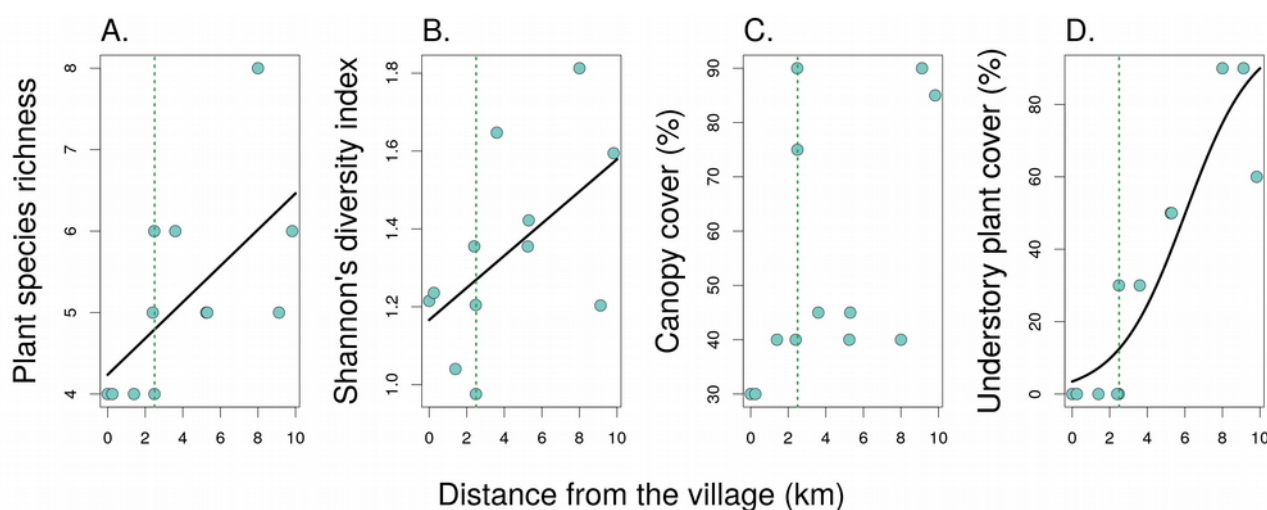 A.
Plant species richness
8
7
6
5
4
0 2 4 6 8 10
B.
Shannon's diversity index
1.8
1.6
1.4
1.2
1.0
0 2 4 6 8 10
C.
Canopy cover (%)
90
80
70
60
50
40
30
0 2 4 6 8 10
D.
Understory plant cover (%)
80
60
40
20
0
0 2 4 6 8 10
Distance from the village (km)